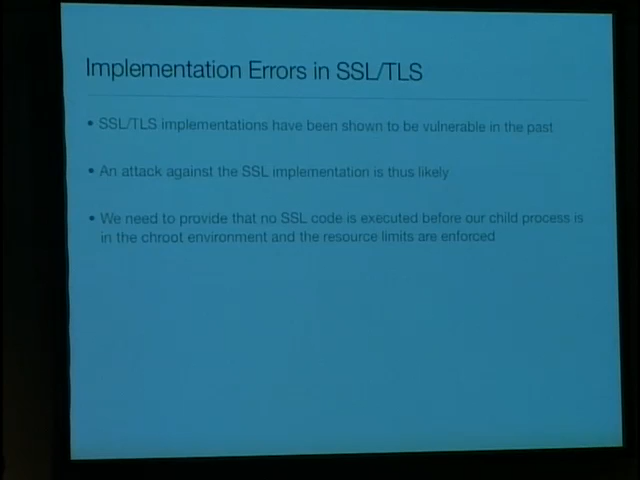 Implementation Errors in SSL/TLS
• SSL/TLS implementations have been shown to be vulnerable in the past
• An attack against the SSL implementation is thus likely
• We need to provide that no SSL code is executed before our child process is
in the chroot environment and the resource limits are enforced